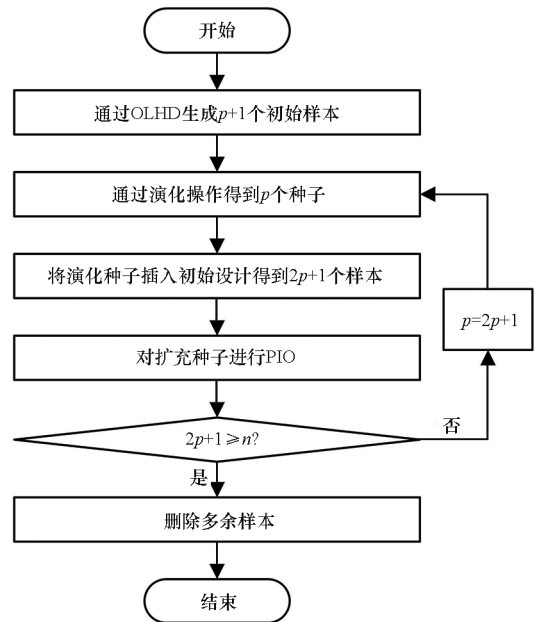 开始
通过OLHD生成p+1个初始样本
通过演化操作得到p个种子
将演化种子插入初始设计得到2p+1个样本
p=2p+1
对扩充种子进行PIO
2p+1≥n?
否
是
删除多余样本
结束